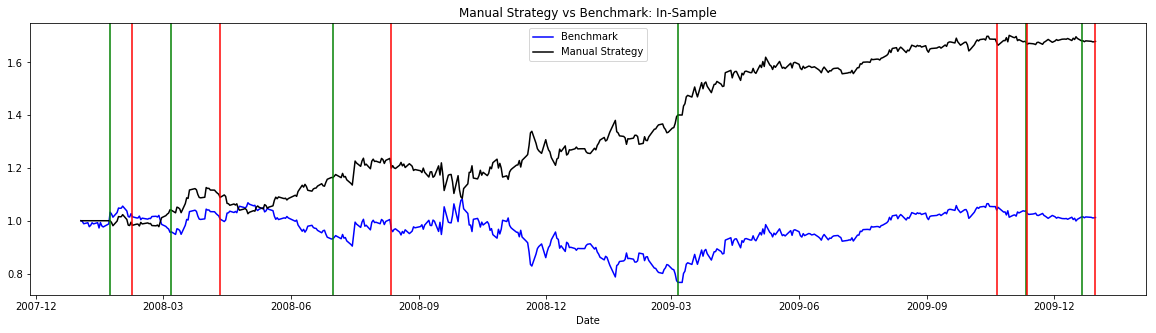 Manual Strategy vs Benchmark: In-Sample
Benchmark
Manual Strategy
1.6
1.4
1.2
1.0
0.8
2007-12 2008-03 2008-06 2008-09 2008-12 2009-03 2009-06 2009-09 2009-12
Date